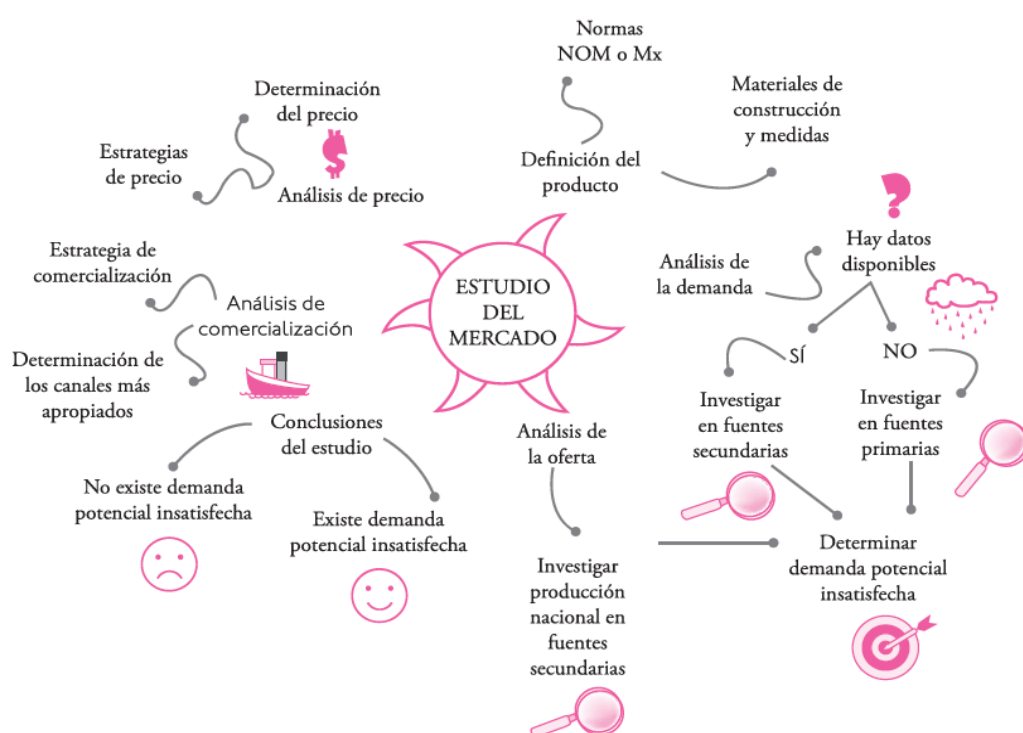 Normas
NOM o Mx
Materiales de
construcción
y medidas
Definición del
producto
Determinación
del precio
Estrategias
de precio
Análisis de precio
Hay datos
disponibles
Análisis de
la demanda
SÍ
NO
Investigar
en fuentes
secundarias
Investigar
en fuentes
primarias
Determinar
demanda potencial
insatisfecha
ESTUDIO
DEL
MERCADO
Análisis de
la oferta
Investigar
producción
nacional en
fuentes
secundarias
Estrategia de
comercialización
Análisis de
comercialización
Determinación de
los canales más
apropiados
Conclusiones
del estudio
No existe demanda
potencial insatisfecha
Existe demanda
potencial insatisfecha